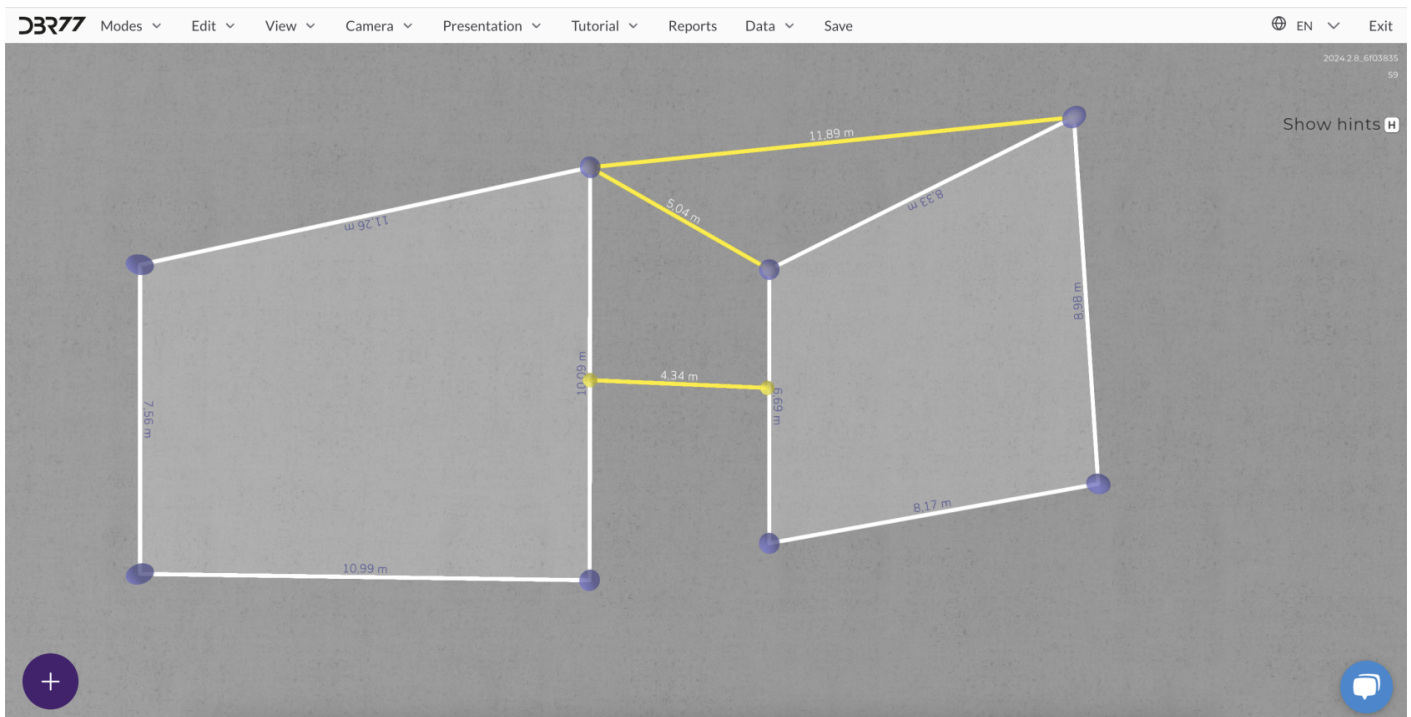 DBR77 Modes Edit View Camera Presentation Tutorial Reports Data Save EN Exit
2024.2.8_6f03835
59
Show hints H
11.89 m
11,26 m
5,04 m
8,33 m
8,98 m
10,09 m
4.34 m
6,69 m
7,56 m
8,17 m
10,99 m